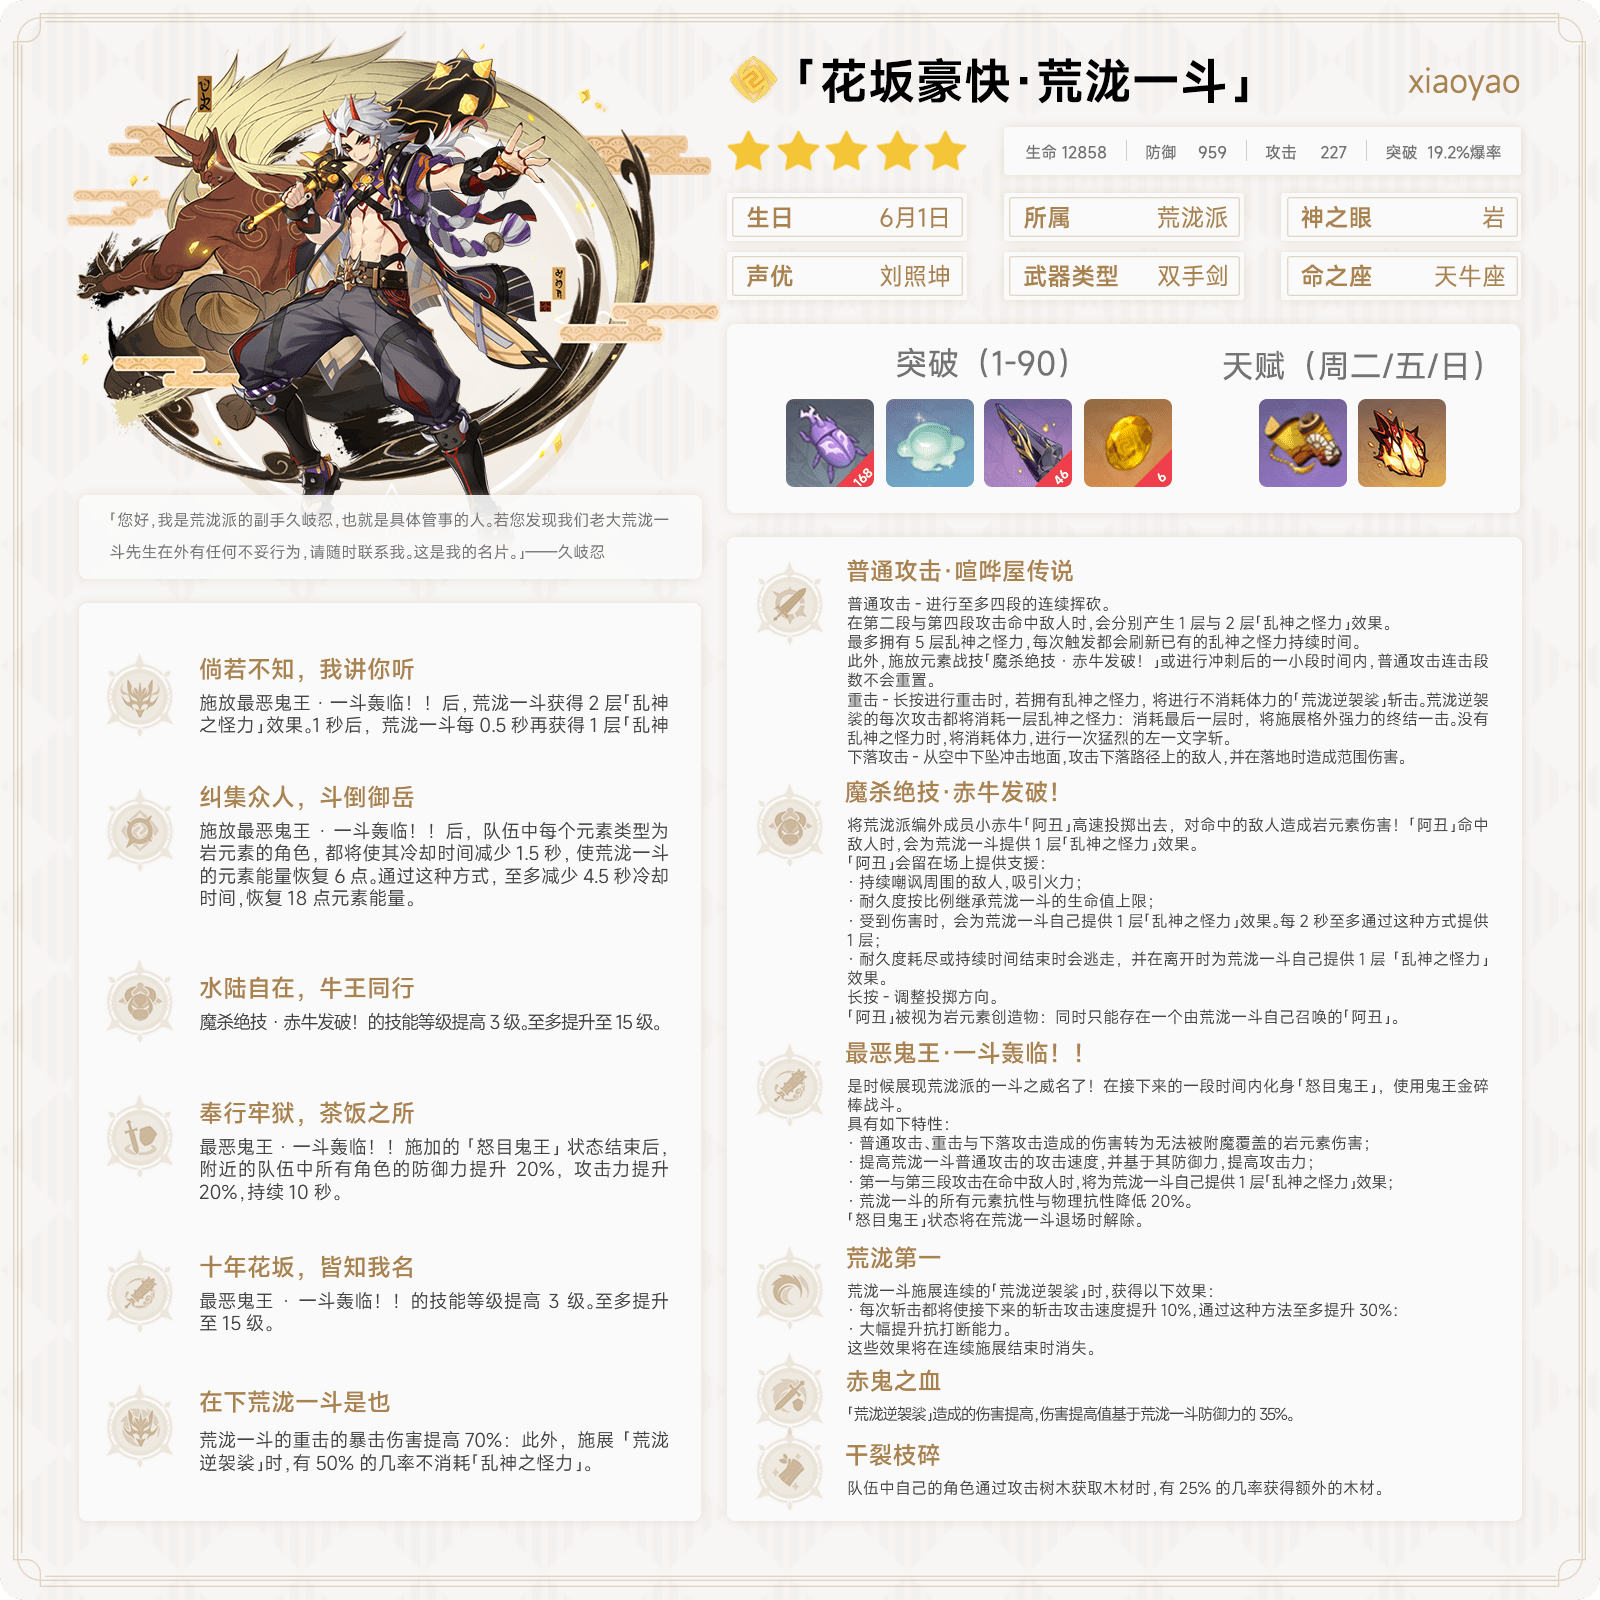 「花坂豪快·荒泷一斗」
xiaoyao
生命 12858 防御 959 攻击 227 突破 19.2%爆率
生日 6月1日 所属 荒泷派 神之眼 岩
声优 刘照坤 武器类型 双手剑 命之座 天牛座
突破（1-90）
天赋（周二/五/日）
168
46
6
「您好,我是荒泷派的副手久岐忍,也就是具体管事的人。若您发现我们老大荒泷一
斗先生在外有任何不妥行为,请随时联系我。这是我的名片。」——久岐忍
倘若不知，我讲你听
施放最恶鬼王 · 一斗轰临！！后,荒泷一斗获得 2 层「乱神
之怪力」效果。1 秒后，荒泷一斗每 0.5 秒再获得 1 层「乱神
纠集众人，斗倒御岳
施放最恶鬼王 · 一斗轰临！！后，队伍中每个元素类型为
岩元素的角色，都将使其冷却时间减少 1.5 秒，使荒泷一斗
的元素能量恢复 6 点。通过这种方式，至多减少 4.5 秒冷却
时间,恢复 18 点元素能量。
水陆自在，牛王同行
魔杀绝技 · 赤牛发破！的技能等级提高 3 级。至多提升至 15 级。
奉行牢狱，茶饭之所
最恶鬼王 · 一斗轰临！！施加的「怒目鬼王」状态结束后,
附近的队伍中所有角色的防御力提升 20%，攻击力提升
20%,持续 10 秒。
十年花坂，皆知我名
最恶鬼王 · 一斗轰临！！的技能等级提高 3 级。至多提升
至 15 级。
在下荒泷一斗是也
荒泷一斗的重击的暴击伤害提高 70%：此外，施展「荒泷
逆袈裟」时,有 50% 的几率不消耗「乱神之怪力」。
普通攻击·喧哗屋传说
普通攻击 - 进行至多四段的连续挥砍。
在第二段与第四段攻击命中敌人时,会分别产生 1 层与 2 层「乱神之怪力」效果。
最多拥有 5 层乱神之怪力,每次触发都会刷新已有的乱神之怪力持续时间。
此外,施放元素战技「魔杀绝技 · 赤牛发破！」或进行冲刺后的一小段时间内,普通攻击连击段
数不会重置。
重击 - 长按进行重击时，若拥有乱神之怪力，将进行不消耗体力的「荒泷逆袈裟」斩击。荒泷逆袈
裟的每次攻击都将消耗一层乱神之怪力：消耗最后一层时，将施展格外强力的终结一击。没有
乱神之怪力时,将消耗体力,进行一次猛烈的左一文字斩。
下落攻击 - 从空中下坠冲击地面,攻击下落路径上的敌人,并在落地时造成范围伤害。
魔杀绝技·赤牛发破！
将荒泷派编外成员小赤牛「阿丑」高速投掷出去，对命中的敌人造成岩元素伤害！「阿丑」命中
敌人时,会为荒泷一斗提供 1 层「乱神之怪力」效果。
「阿丑」会留在场上提供支援：
· 持续嘲讽周围的敌人,吸引火力；
· 耐久度按比例继承荒泷一斗的生命值上限；
· 受到伤害时，会为荒泷一斗自己提供 1 层「乱神之怪力」效果。每 2 秒至多通过这种方式提供
1 层；
· 耐久度耗尽或持续时间结束时会逃走，并在离开时为荒泷一斗自己提供 1 层「乱神之怪力」
效果。
长按 - 调整投掷方向。
「阿丑」被视为岩元素创造物：同时只能存在一个由荒泷一斗自己召唤的「阿丑」。
最恶鬼王·一斗轰临！！
是时候展现荒泷派的一斗之威名了！在接下来的一段时间内化身「怒目鬼王」，使用鬼王金碎
棒战斗。
具有如下特性：
· 普通攻击、重击与下落攻击造成的伤害转为无法被附魔覆盖的岩元素伤害；
· 提高荒泷一斗普通攻击的攻击速度,并基于其防御力,提高攻击力；
· 第一与第三段攻击在命中敌人时,将为荒泷一斗自己提供 1 层「乱神之怪力」效果；
· 荒泷一斗的所有元素抗性与物理抗性降低 20%。
「怒目鬼王」状态将在荒泷一斗退场时解除。
荒泷第一
荒泷一斗施展连续的「荒泷逆袈裟」时,获得以下效果：
· 每次斩击都将使接下来的斩击攻击速度提升 10%,通过这种方法至多提升 30%：
· 大幅提升抗打断能力。
这些效果将在连续施展结束时消失。
赤鬼之血
「荒泷逆袈裟」造成的伤害提高,伤害提高值基于荒泷一斗防御力的 35%。
干裂枝碎
队伍中自己的角色通过攻击树木获取木材时,有 25% 的几率获得额外的木材。